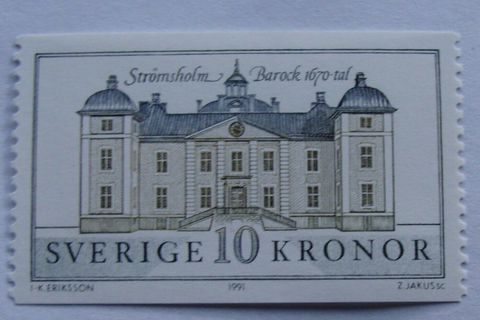 Strömsholm Barock 1670-tal
SVERIGE 10 KRONOR
I-K. ERIKSSON 1991 Z. JAKUS SC